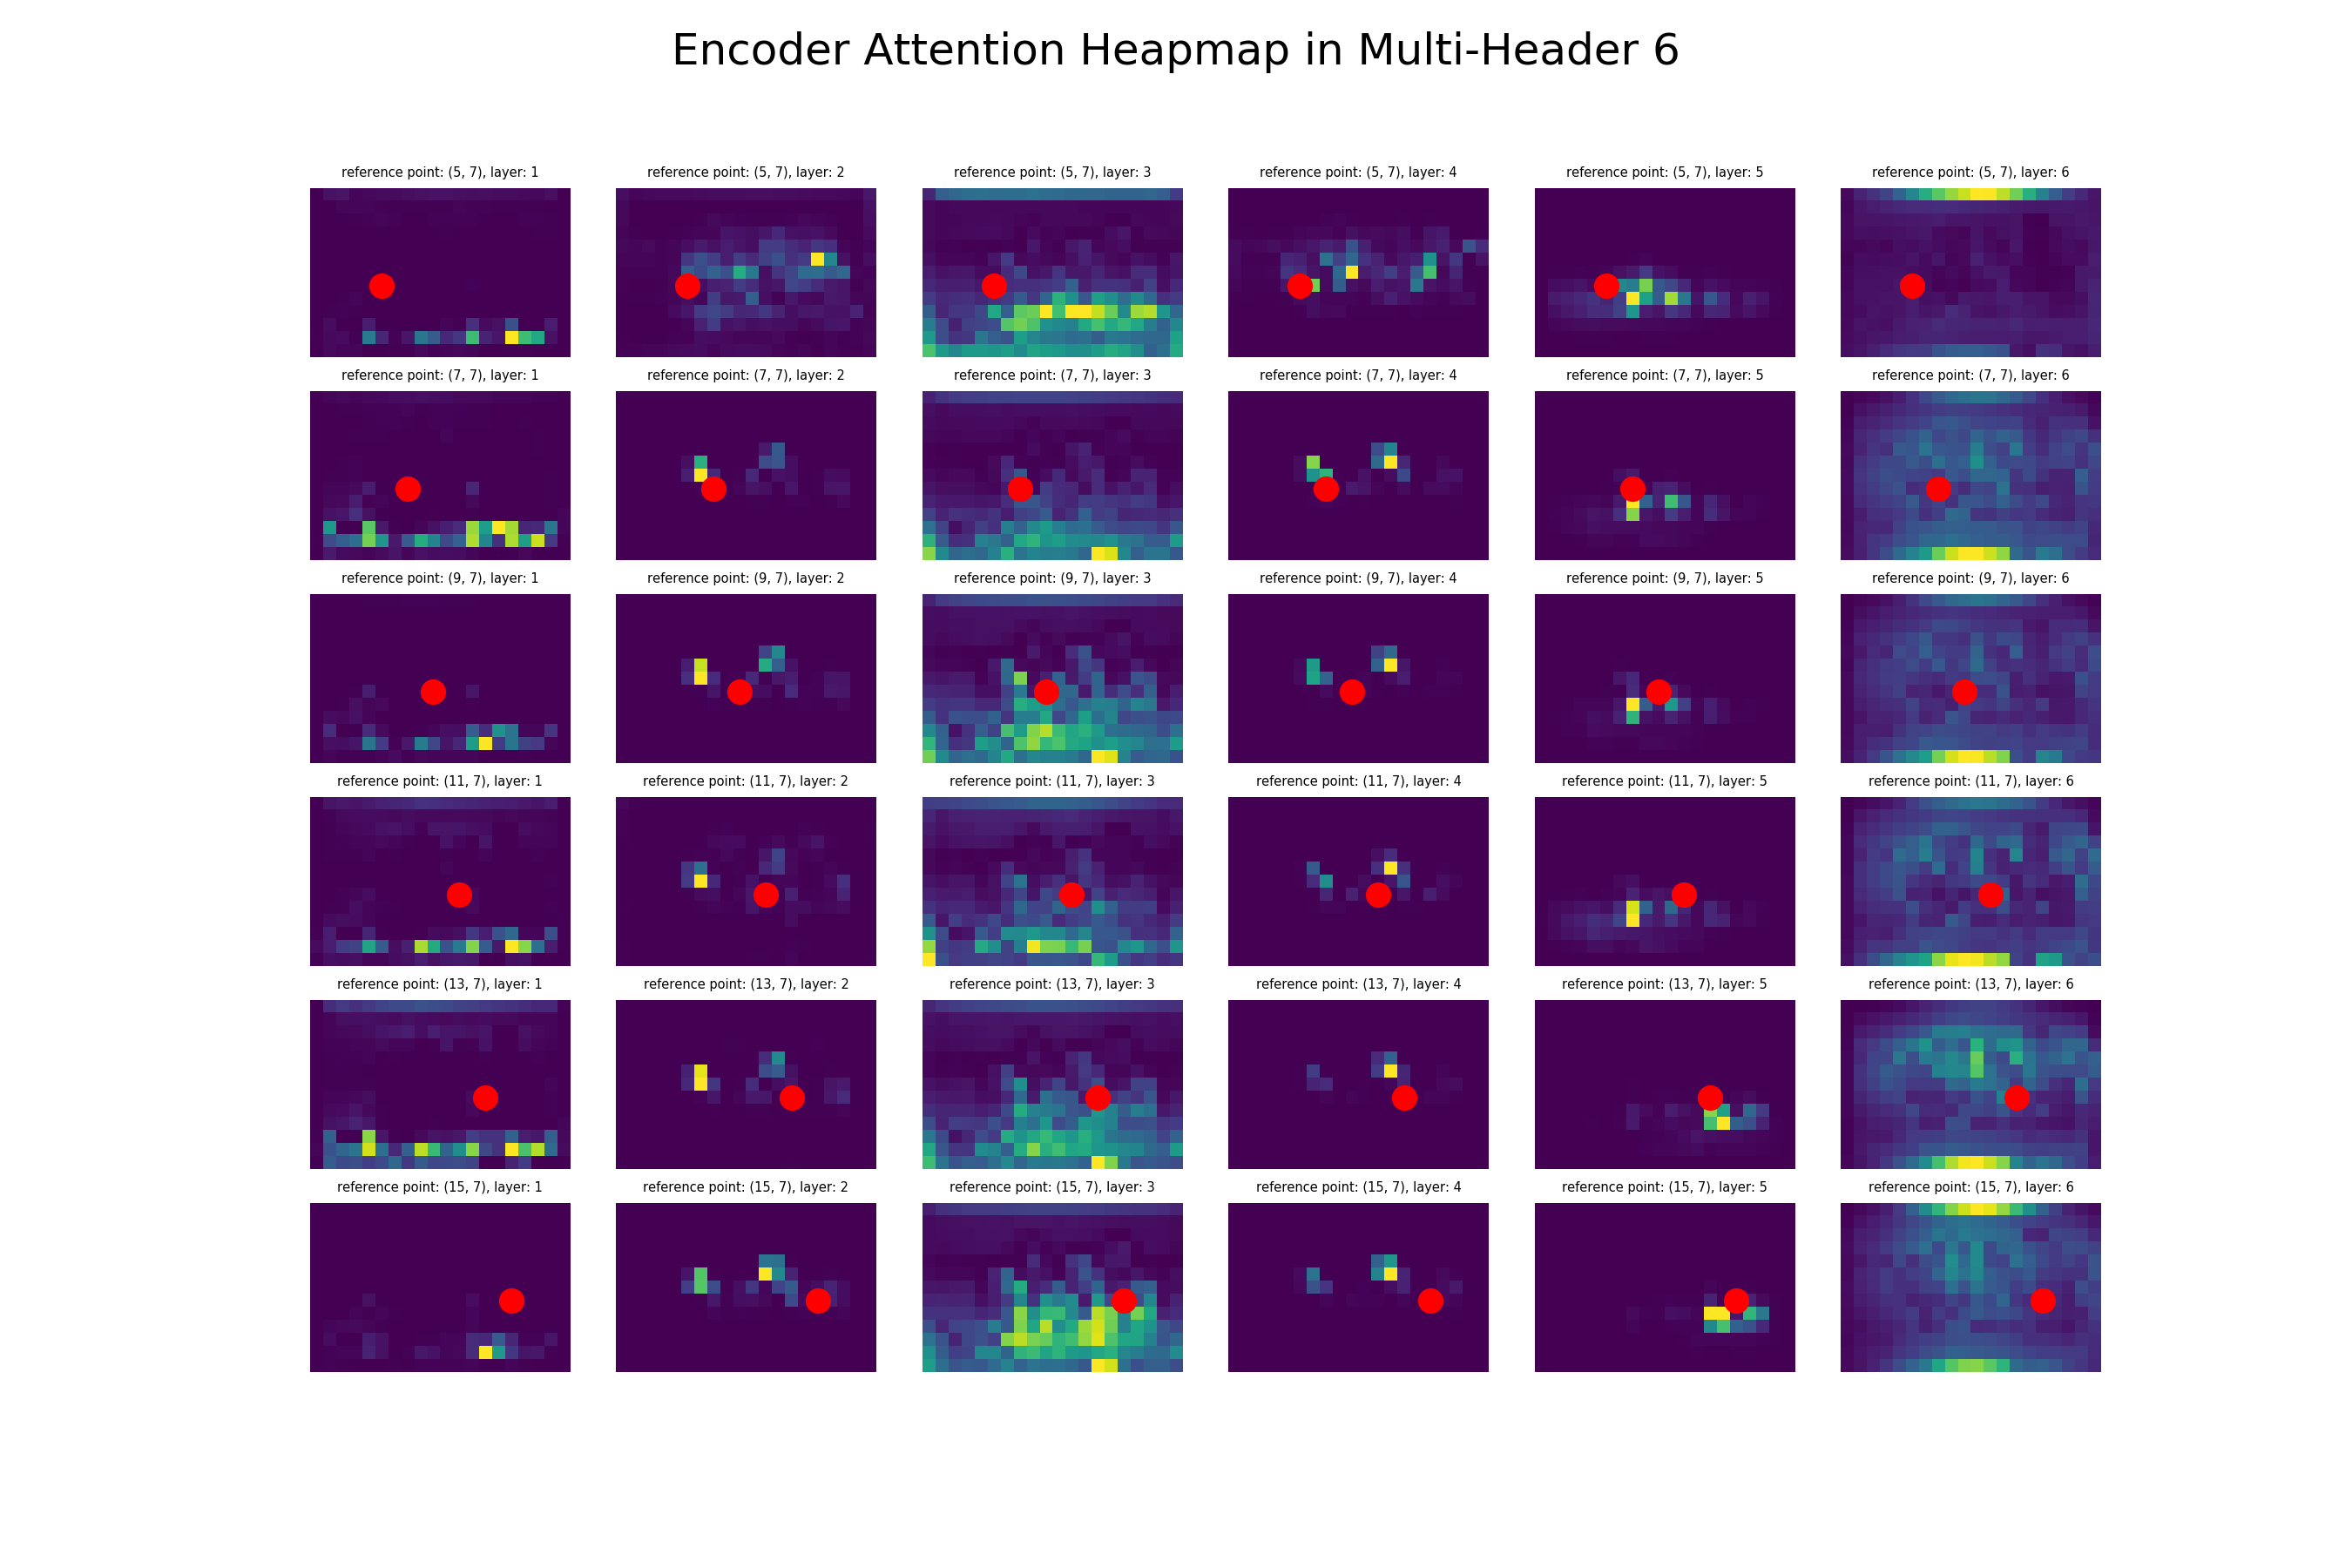 Encoder Attention Heapmap in Multi-Header 6
reference point: (5, 7), layer: 1
reference point: (5, 7), layer: 2
reference point: (5, 7), layer: 3
reference point: (5, 7), layer: 4
reference point: (5, 7), layer: 5
reference point: (5, 7), layer: 6
reference point: (7, 7), layer: 1
reference point: (7, 7), layer: 2
reference point: (7, 7), layer: 3
reference point: (7, 7), layer: 4
reference point: (7, 7), layer: 5
reference point: (7, 7), layer: 6
reference point: (9, 7), layer: 1
reference point: (9, 7), layer: 2
reference point: (9, 7), layer: 3
reference point: (9, 7), layer: 4
reference point: (9, 7), layer: 5
reference point: (9, 7), layer: 6
reference point: (11, 7), layer: 1
reference point: (11, 7), layer: 2
reference point: (11, 7), layer: 3
reference point: (11, 7), layer: 4
reference point: (11, 7), layer: 5
reference point: (11, 7), layer: 6
reference point: (13, 7), layer: 1
reference point: (13, 7), layer: 2
reference point: (13, 7), layer: 3
reference point: (13, 7), layer: 4
reference point: (13, 7), layer: 5
reference point: (13, 7), layer: 6
reference point: (15, 7), layer: 1
reference point: (15, 7), layer: 2
reference point: (15, 7), layer: 3
reference point: (15, 7), layer: 4
reference point: (15, 7), layer: 5
reference point: (15, 7), layer: 6